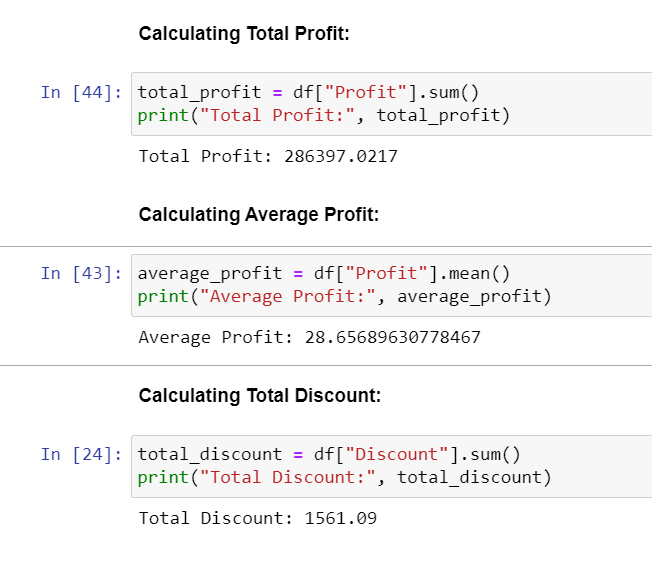 Calculating Total Profit:
In [44]: total_profit = df["Profit"].sum()
print("Total Profit:", total_profit)
Total Profit: 286397.0217
Calculating Average Profit:
In [43]: average_profit = df["Profit"].mean()
print("Average Profit:", average_profit)
Average Profit: 28.65689630778467
Calculating Total Discount:
In [24]: total_discount = df["Discount"].sum()
print("Total Discount:", total_discount)
Total Discount: 1561.09